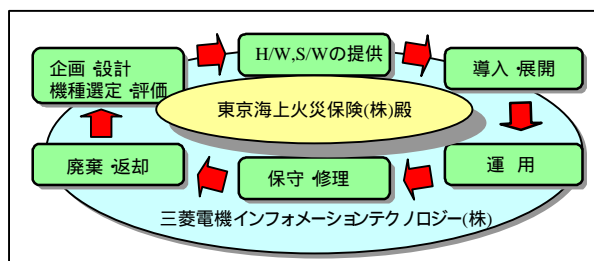 企画・設計
機種選定・評価
H/W,S/Wの提供
導入・展開
東京海上火災保険(株)殿
廃棄・返却
保守・修理
運 用
三菱電機インフォメーションテクノロジー(株)